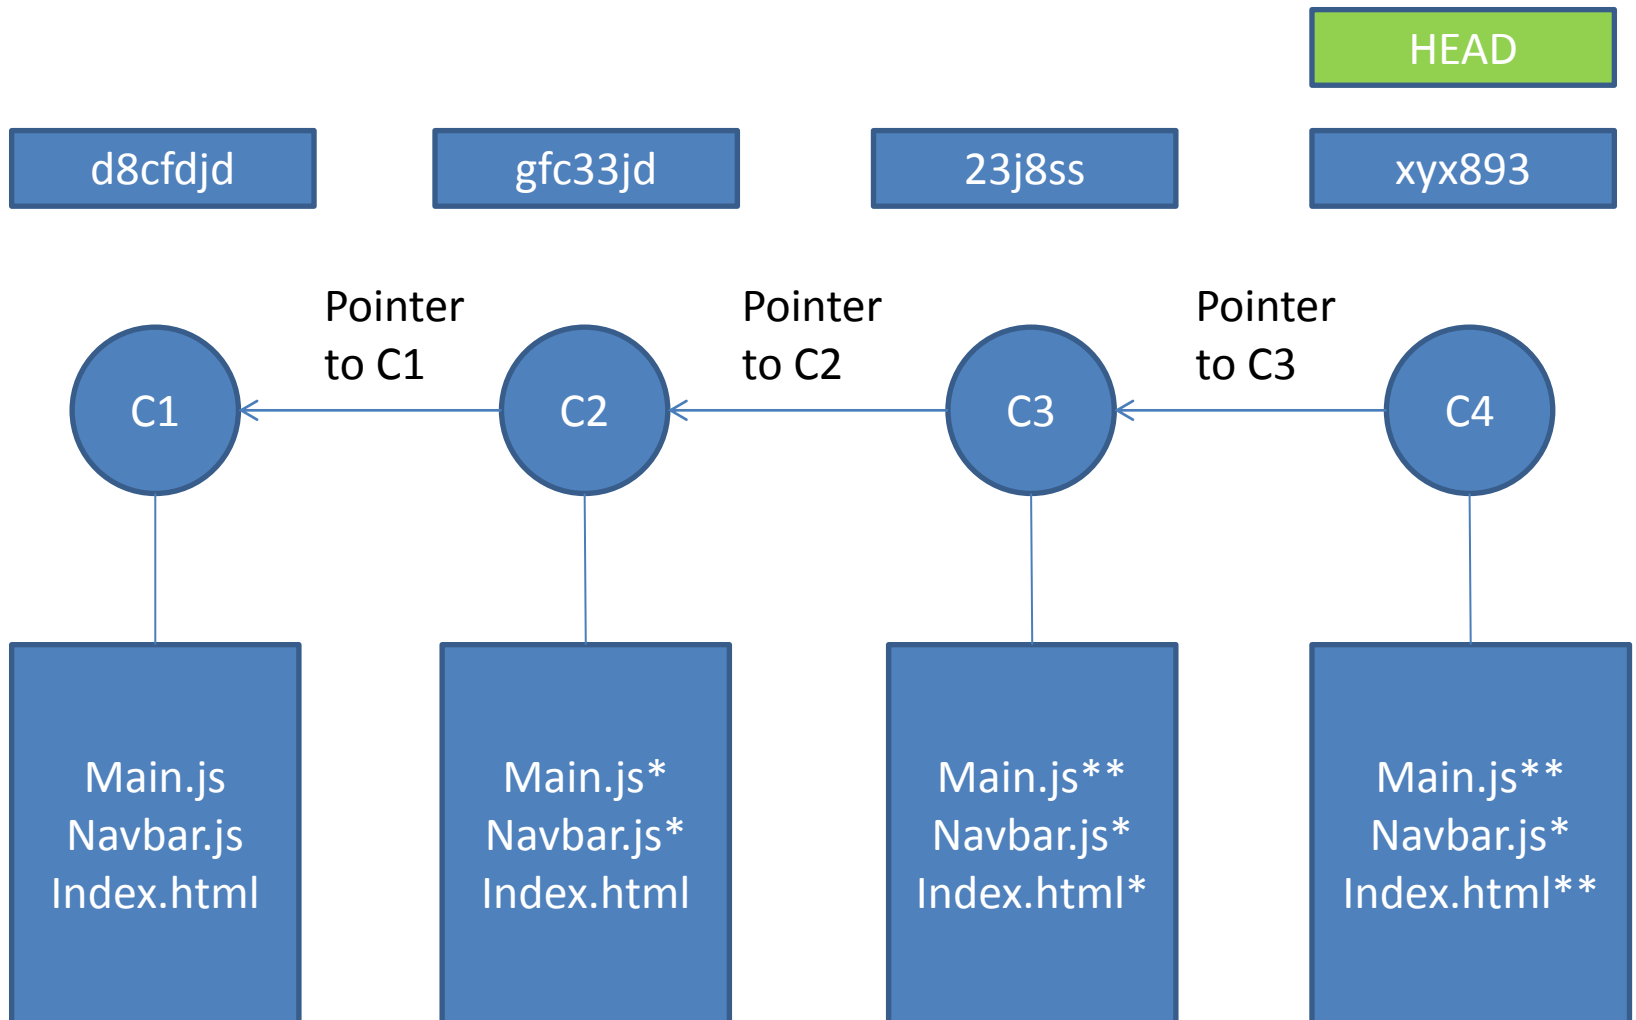 HEAD
d8cfdjd
gfc33jd
23j8ss
xyx893
Pointer
to C1
Pointer
to C2
Pointer
to C3
C1
C2
C3
C4
Main.js
Navbar.js
Index.html
Main.js*
Navbar.js*
Index.html
Main.js**
Navbar.js*
Index.html*
Main.js**
Navbar.js*
Index.html**